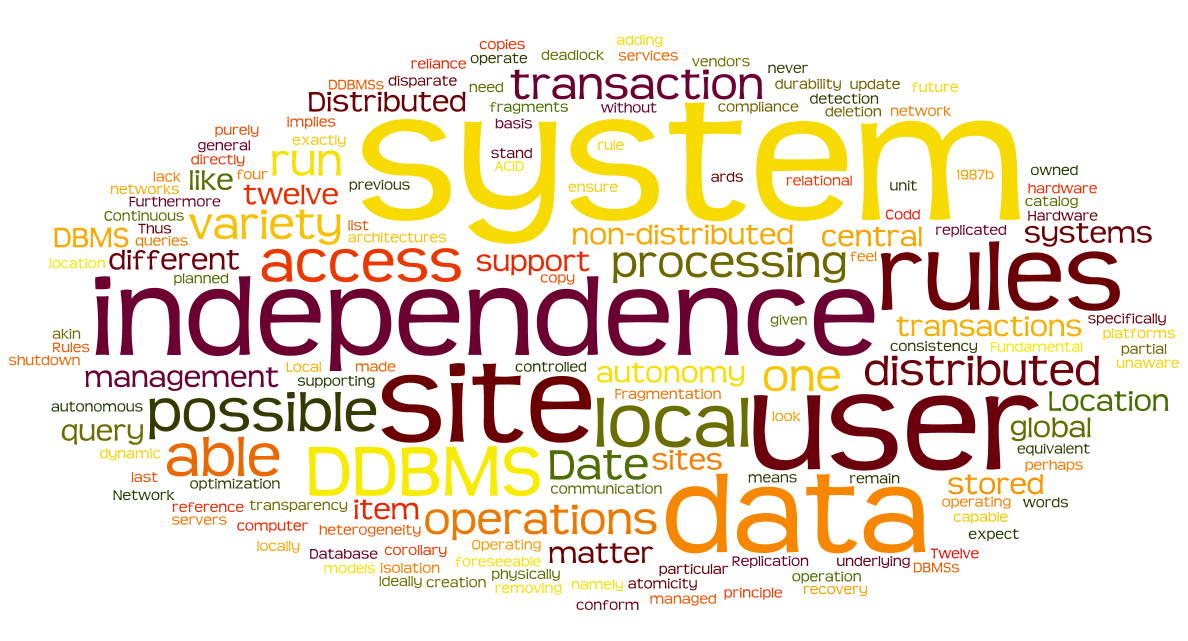 copies adding
reliance operate deadlock services vendors never
DDBMSs disparate need transaction durability update future
Distributed fragments without compliance detection deletion network
purely implies basis
general exactly system rule
directly run stand ACID ards relational unit 1987b owned
lack four like twelve previous ensure hardware
networks Furthermore catalog
Continuous variety list Codd Hardware
Thus architectures non-distributed central replicated systems
DBMS queries
location different access support processing feel rules
planned copy
independence given transactions specifically
akin consistency Fundamental platforms
Rules partial
shutdown Local made controlled unaware
management supporting autonomy one distributed
autonomous possible site Fragmentation user Location
query local look global
dynamic able equivalent
last DDBMS Date sites means remain perhaps
Network optimization communication data stored
reference transparency item operations operating words
servers computer heterogeneity capable
locally Operating matter expect
Database corollary foreseeable Replication underlying Twelve
models isolation physically particular DBMSs
Ideally creation removing namely atomicity operation
conform managed principle recovery